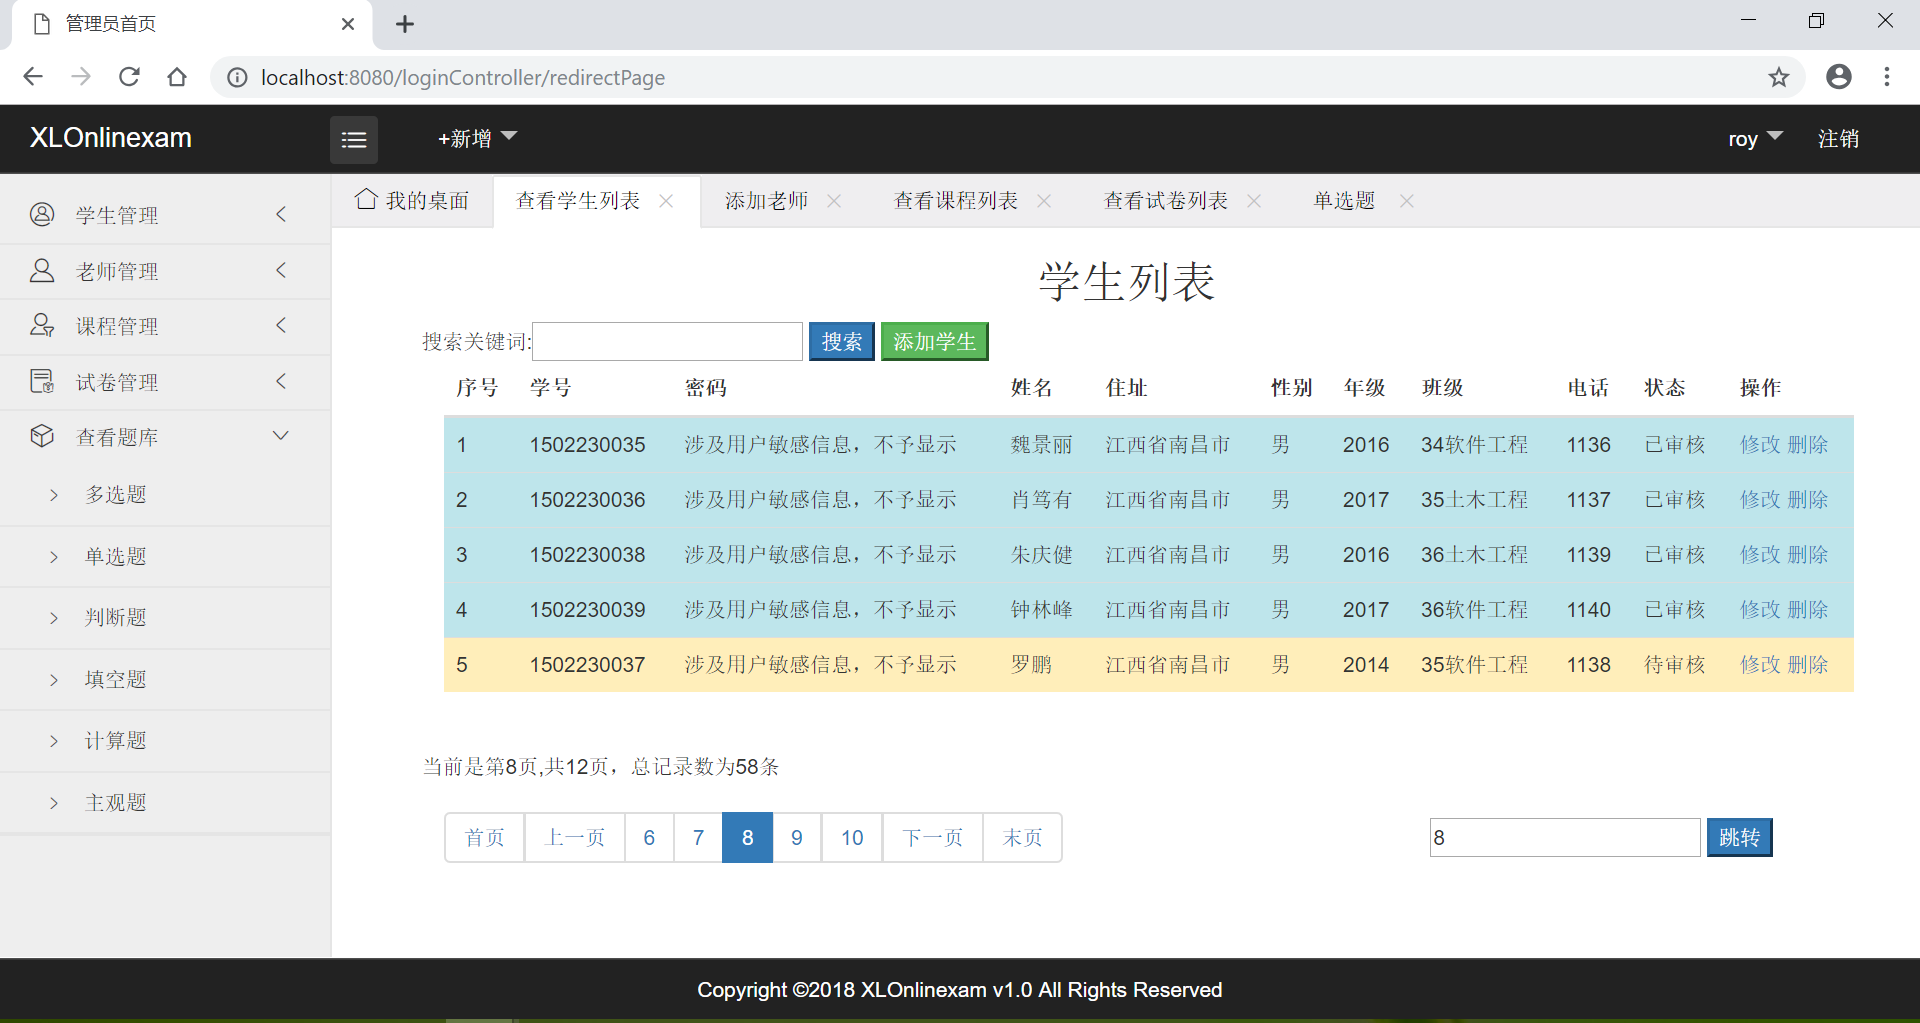 管理员首页
localhost:8080/loginController/redirectPage
XLOnlinexam
+新增
roy
注销
学生管理
老师管理
课程管理
试卷管理
查看题库
多选题
单选题
判断题
填空题
计算题
主观题
我的桌面 查看学生列表 添加老师 查看课程列表 查看试卷列表 单选题
学生列表
搜索关键词: 搜索 添加学生
序号 学号 密码 姓名 住址 性别 年级 班级 电话 状态 操作
1 1502230035 涉及用户敏感信息，不予显示 魏景丽 江西省南昌市 男 2016 34软件工程 1136 已审核 修改 删除
2 1502230036 涉及用户敏感信息，不予显示 肖笃有 江西省南昌市 男 2017 35土木工程 1137 已审核 修改 删除
3 1502230038 涉及用户敏感信息，不予显示 朱庆健 江西省南昌市 男 2016 36土木工程 1139 已审核 修改 删除
4 1502230039 涉及用户敏感信息，不予显示 钟林峰 江西省南昌市 男 2017 36软件工程 1140 已审核 修改 删除
5 1502230037 涉及用户敏感信息，不予显示 罗鹏 江西省南昌市 男 2014 35软件工程 1138 待审核 修改 删除
当前是第8页,共12页，总记录数为58条
首页 上一页 6 7 8 9 10 下一页 末页
8 跳转
Copyright ©2018 XLOnlinexam v1.0 All Rights Reserved